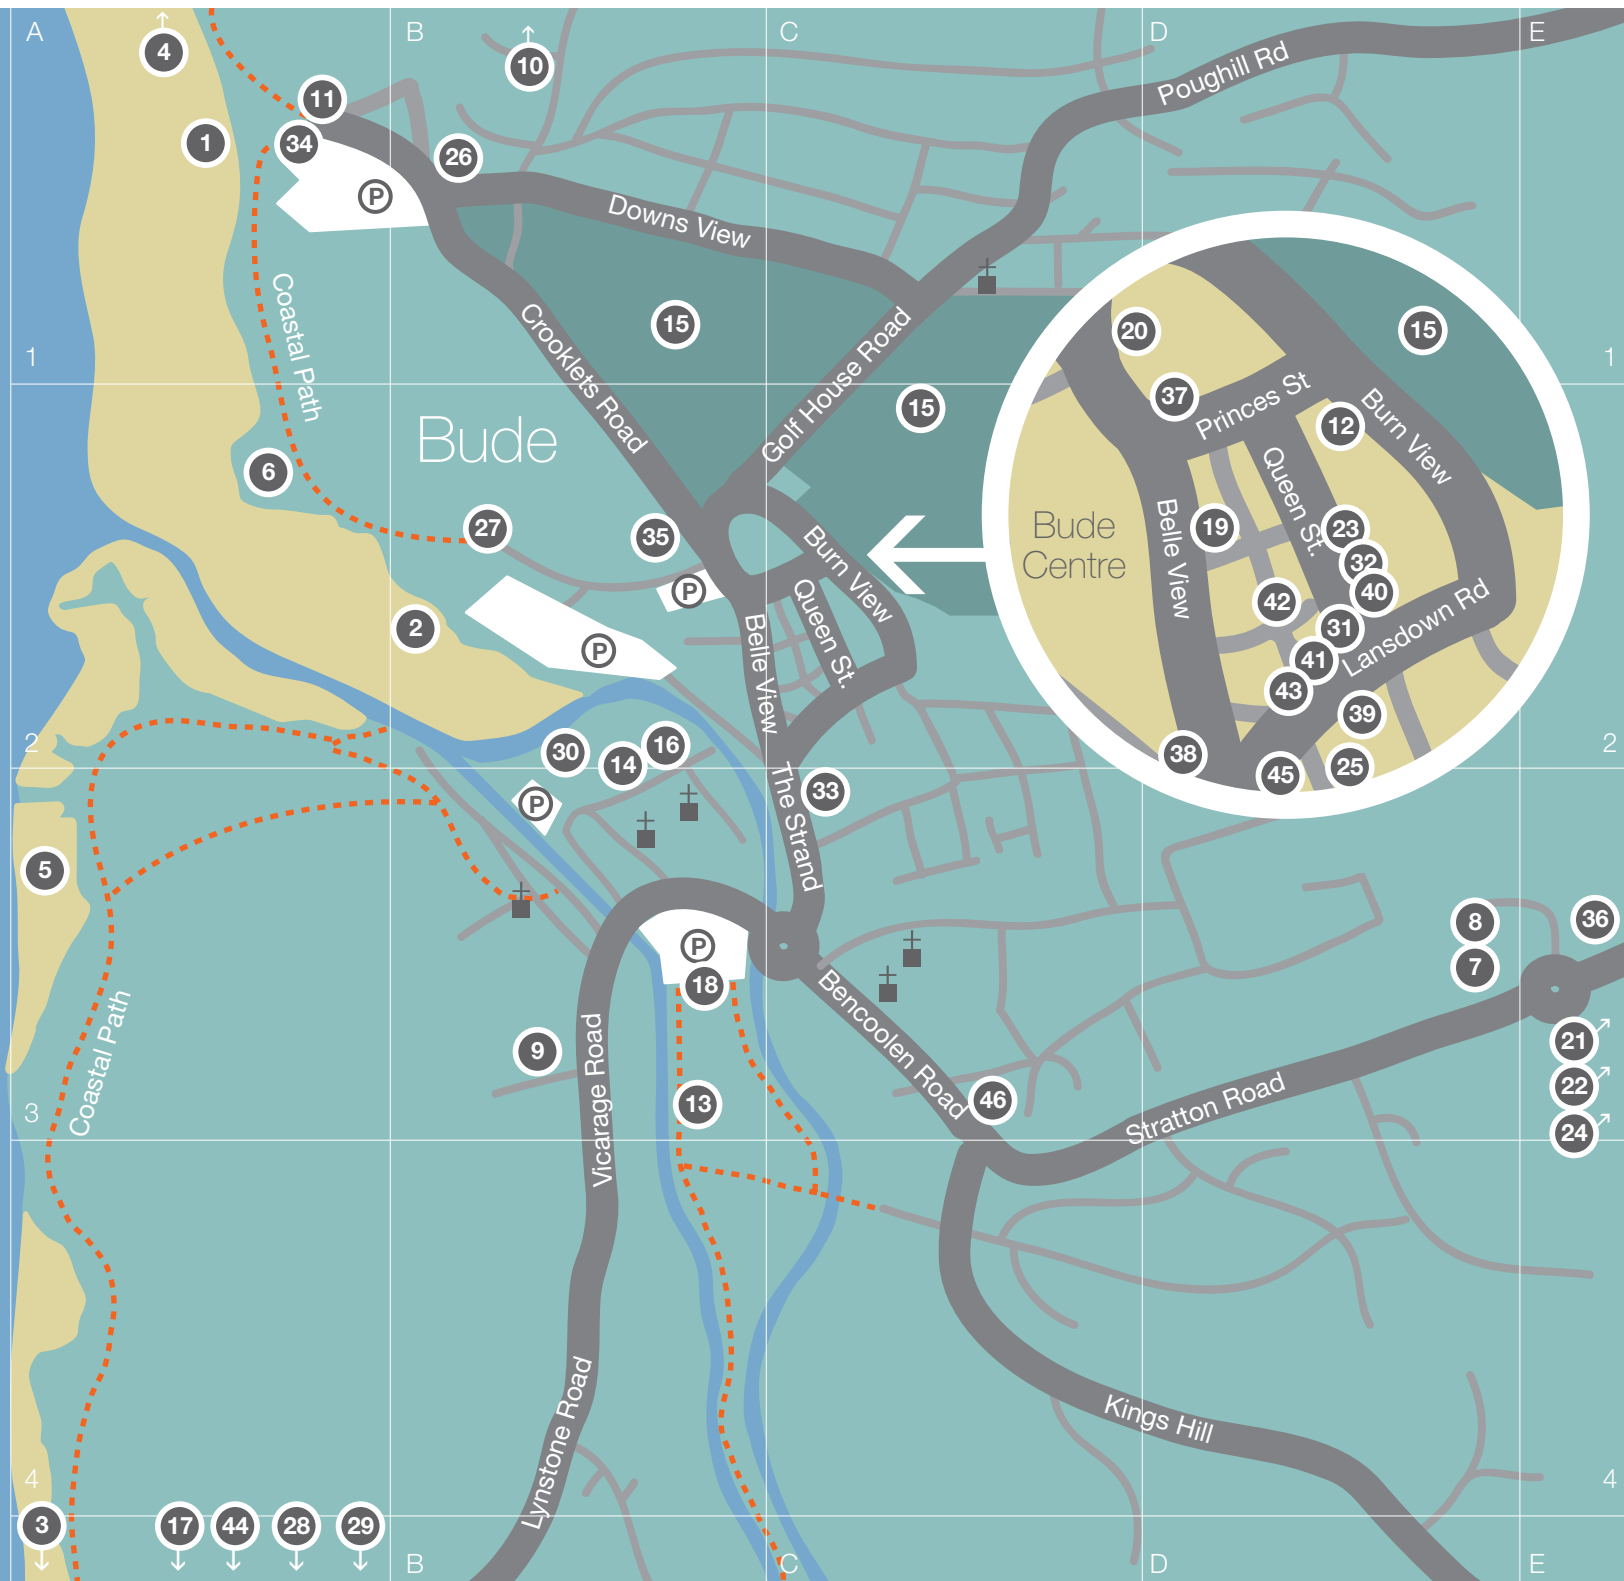 A
B
C
D
E
4
10
11
1
34
26
P
Poughill Rd
Downs View
Coastal Path
15
Crooklets Road
Golf House Road
1
1
15
Bude
6
27
35
P
Burn View
Queen St.
Belle View
2
P
20
15
37
Princes St
12
Burn View
Queen St.
Belle View
19
23
32
40
42
31
Lansdown Rd
41
43
39
38
45
25
Bude
Centre
2
2
30
14
16
P
33
The Strand
5
8
36
7
P
18
Bencoolen Road
Coastal Path
Vicarage Road
9
13
46
21
22
24
3
Stratton Road
Lynstone Road
Kings Hill
4
4
3
17
44
28
29
B
C
D
E